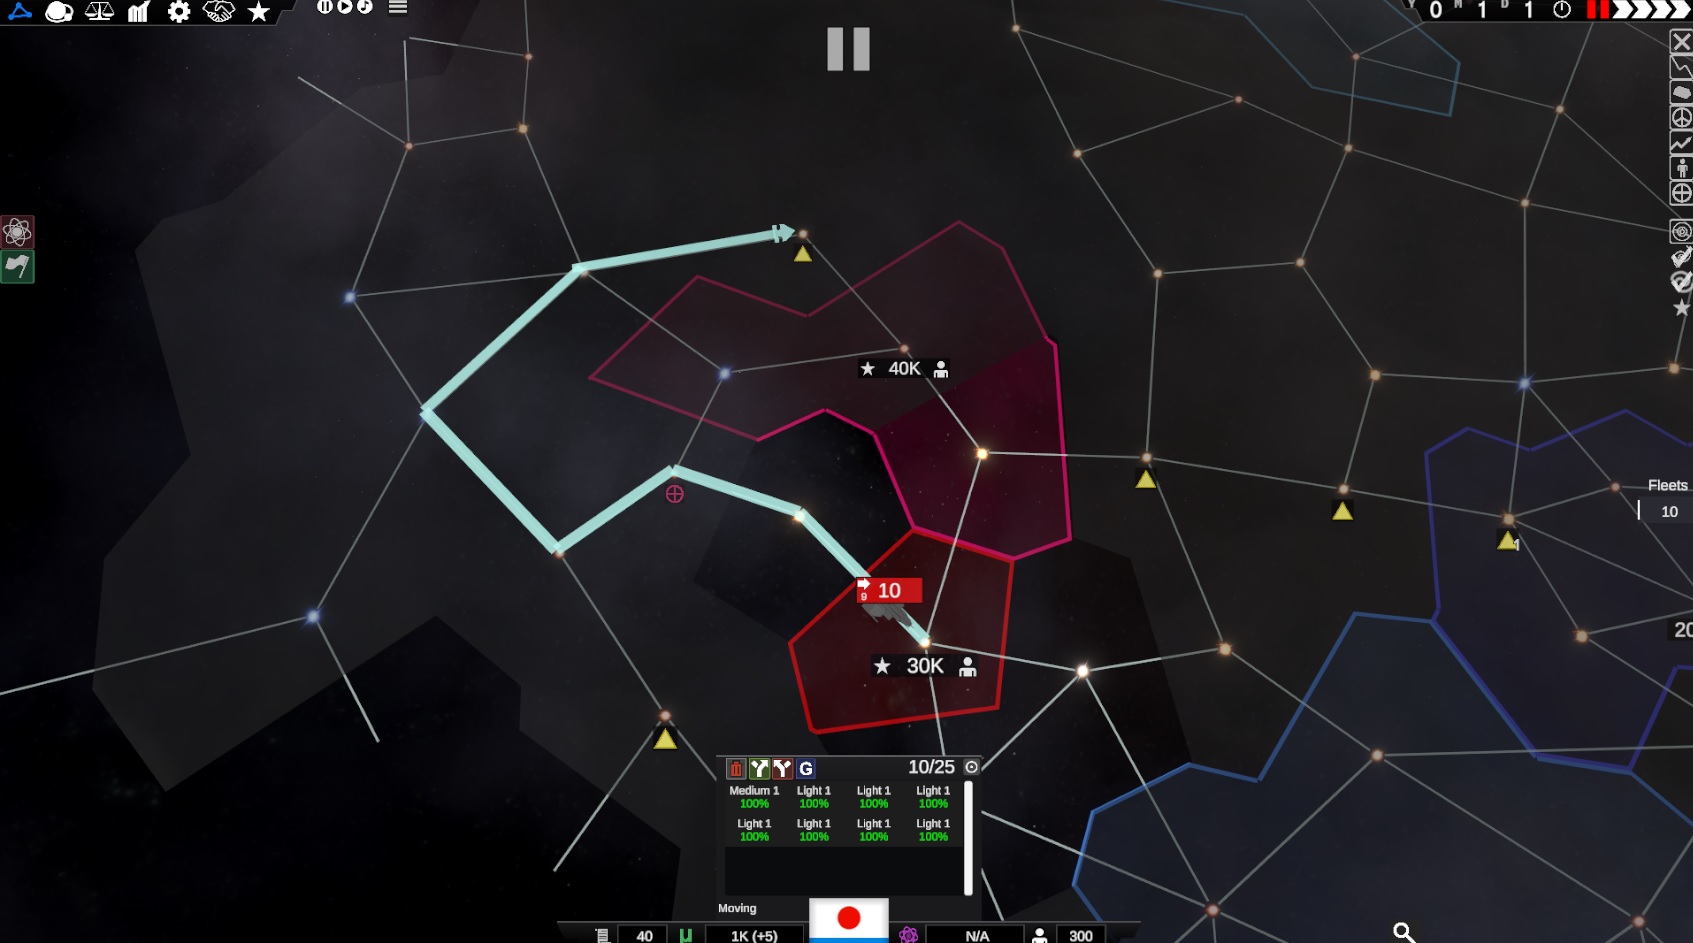 Y 0 M 1 D 1
40K
Fleets
10
10
9
1
20
30K
G 10/25
Medium 1 Light 1 Light 1 Light 1
100% 100% 100% 100%
Light 1 Light 1 Light 1 Light 1
100% 100% 100% 100%
Moving
40 1K (+5) N/A 300